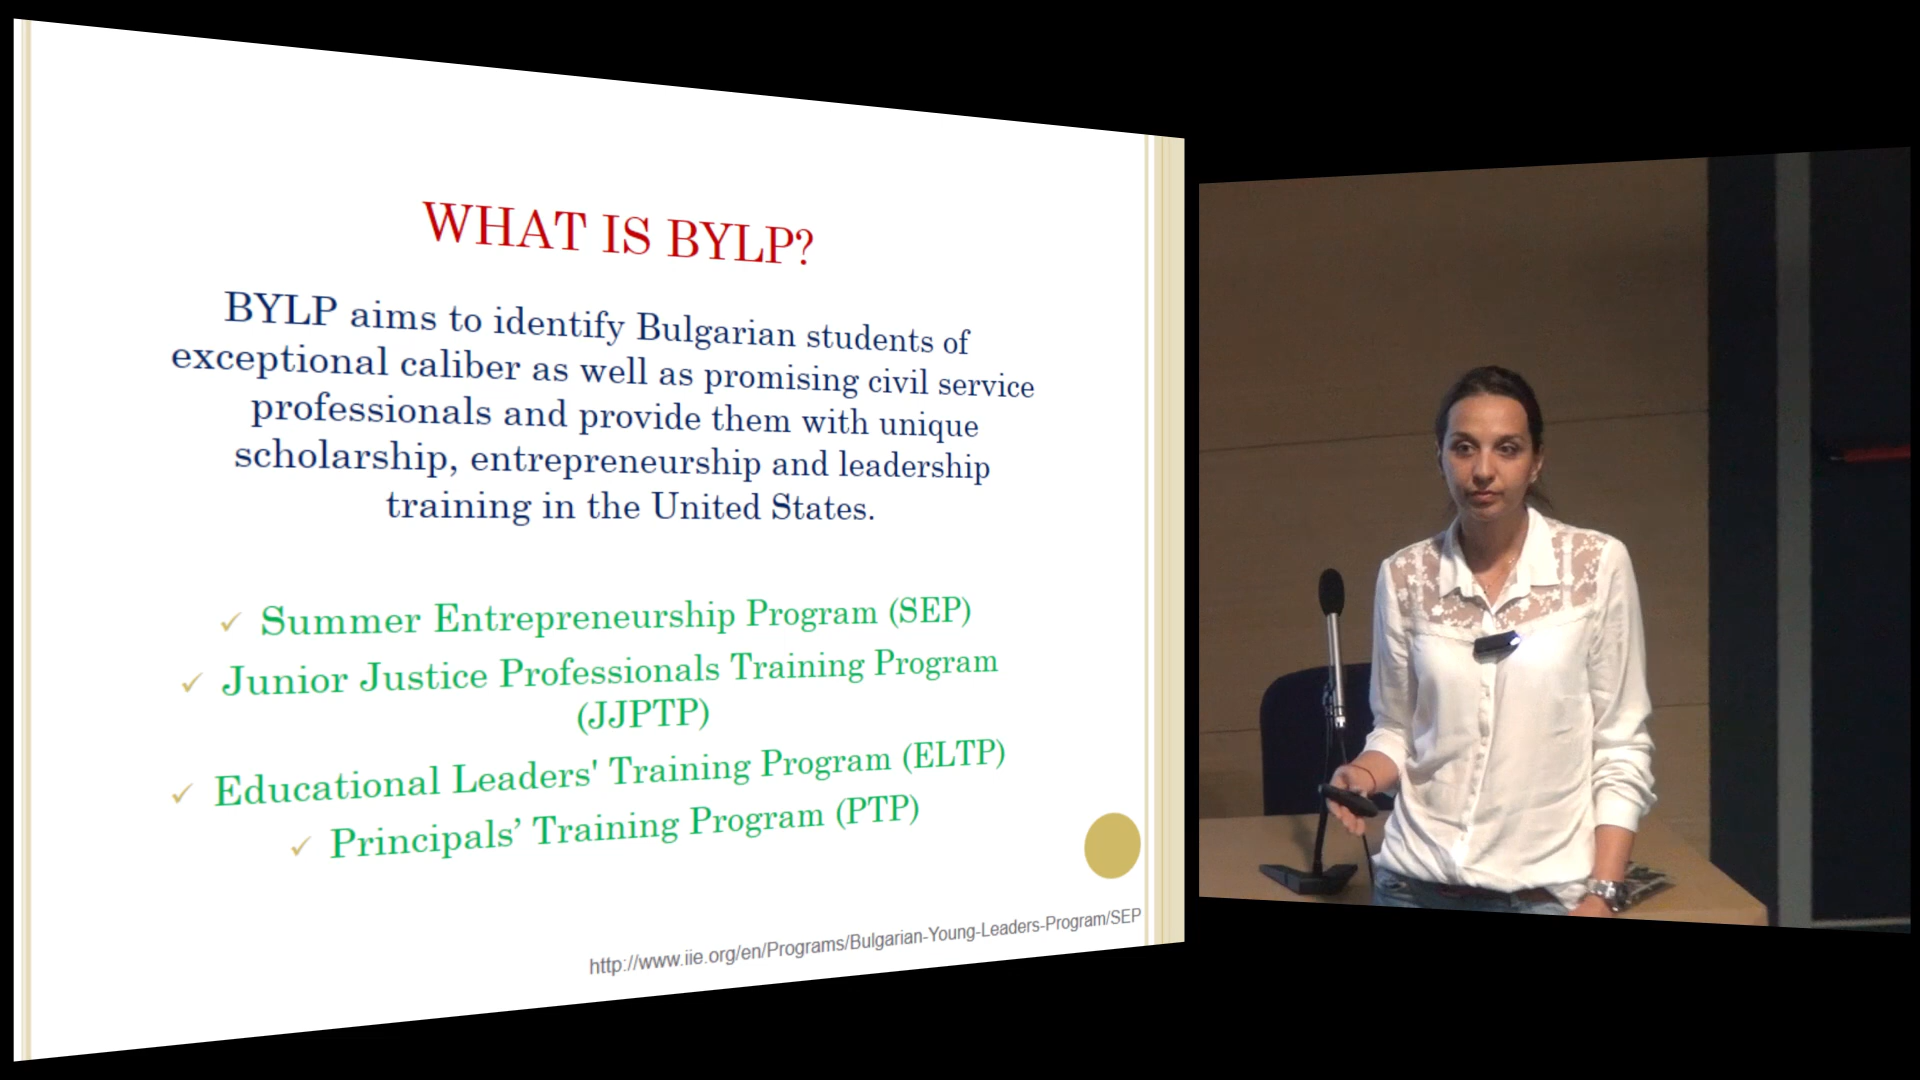 WHAT IS BYLP?
BYLP aims to identify Bulgarian students of
exceptional caliber as well as promising civil service
professionals and provide them with unique
scholarship, entrepreneurship and leadership
training in the United States.
✓ Summer Entrepreneurship Program (SEP)
✓ Junior Justice Professionals Training Program
(JJPTP)
✓ Educational Leaders' Training Program (ELTP)
✓ Principals’ Training Program (PTP)
http://www.iie.org/en/Programs/Bulgarian-Young-Leaders-Program/SEP